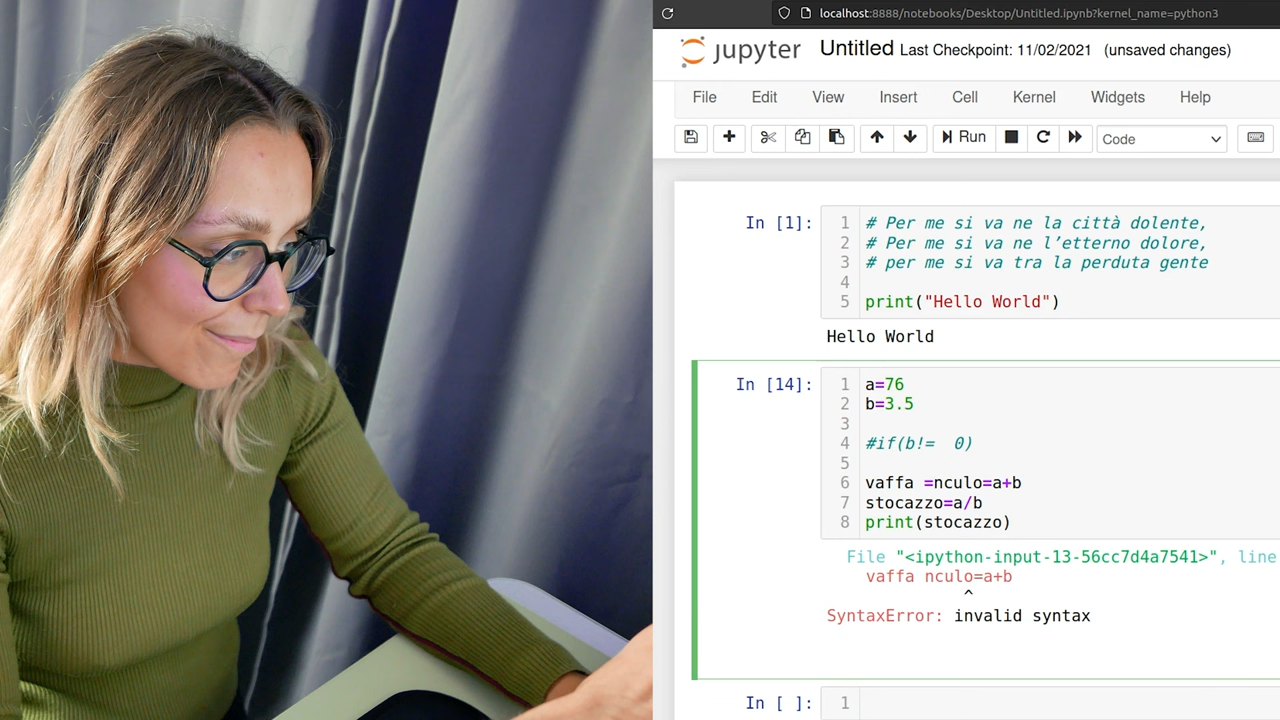 localhost:8888/notebooks/Desktop/Untitled.ipynb?kernel_name=python3
jupyter Untitled Last Checkpoint: 11/02/2021 (unsaved changes)
File Edit View Insert Cell Kernel Widgets Help
Run Code
In [1]:
1 # Per me si va ne la città dolente,
2 # Per me si va ne l’etterno dolore,
3 # per me si va tra la perduta gente
4
5 print("Hello World")
Hello World
In [14]:
1 a=76
2 b=3.5
3
4 #if(b!=  0)
5
6 vaffa =nculo=a+b
7 stocazzo=a/b
8 print(stocazzo)
File "<ipython-input-13-56cc7d4a7541>", line
vaffa nculo=a+b
^
SyntaxError: invalid syntax
In [ ]: 1